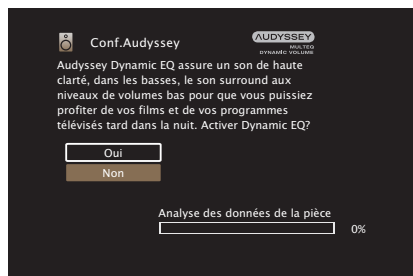 Conf.Audyssey
AUDYSSEY
MULTEQ
DYNAMIC VOLUME
Audyssey Dynamic EQ assure un son de haute
clarté, dans les basses, le son surround aux
niveaux de volumes bas pour que vous puissiez
profiter de vos films et de vos programmes
télévisés tard dans la nuit. Activer Dynamic EQ?
Oui
Non
Analyse des données de la pièce
0%